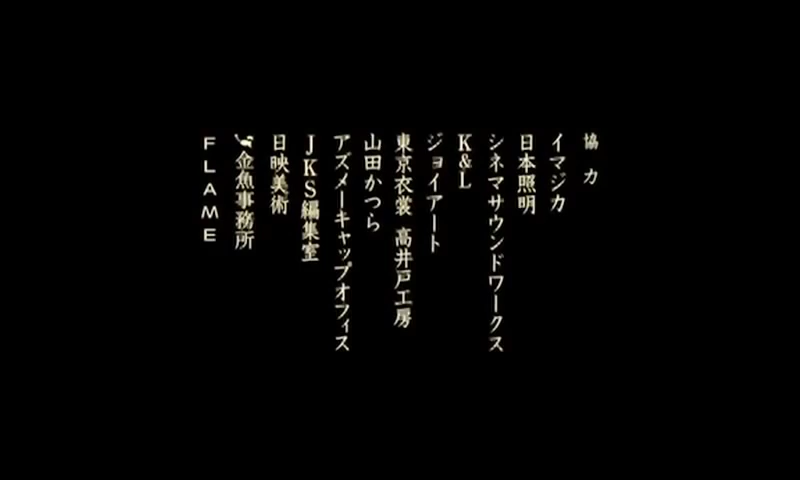 協力
イマジカ
日本照明
シネマサウンドワークス
K&L
ジョイアート
東京衣裳 高井戸工房
山田かつら
アズメーキャップオフィス
JKS編集室
日映美術
金魚事務所
FLAME